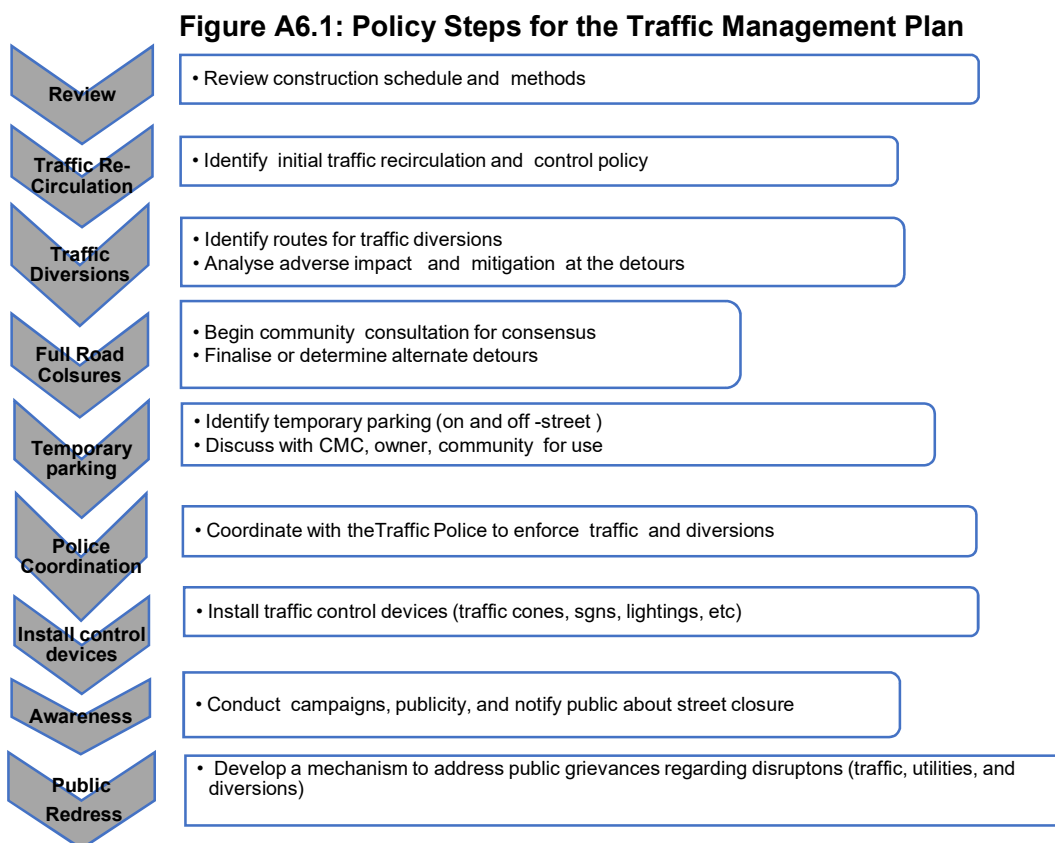 Figure A6.1: Policy Steps for the Traffic Management Plan
Review
• Review construction schedule and methods
Traffic Re-
Circulation
• Identify initial traffic recirculation and control policy
Traffic
Diversions
• Identify routes for traffic diversions
• Analyse adverse impact and mitigation at the detours
Full Road
Colsures
• Begin community consultation for consensus
• Finalise or determine alternate detours
Temporary
parking
• Identify temporary parking (on and off -street )
• Discuss with CMC, owner, community for use
Police
Coordination
• Coordinate with theTraffic Police to enforce traffic and diversions
Install control
devices
• Install traffic control devices (traffic cones, sgns, lightings, etc)
Awareness
• Conduct campaigns, publicity, and notify public about street closure
Public
Redress
• Develop a mechanism to address public grievances regarding disruptons (traffic, utilities, and
diversions)